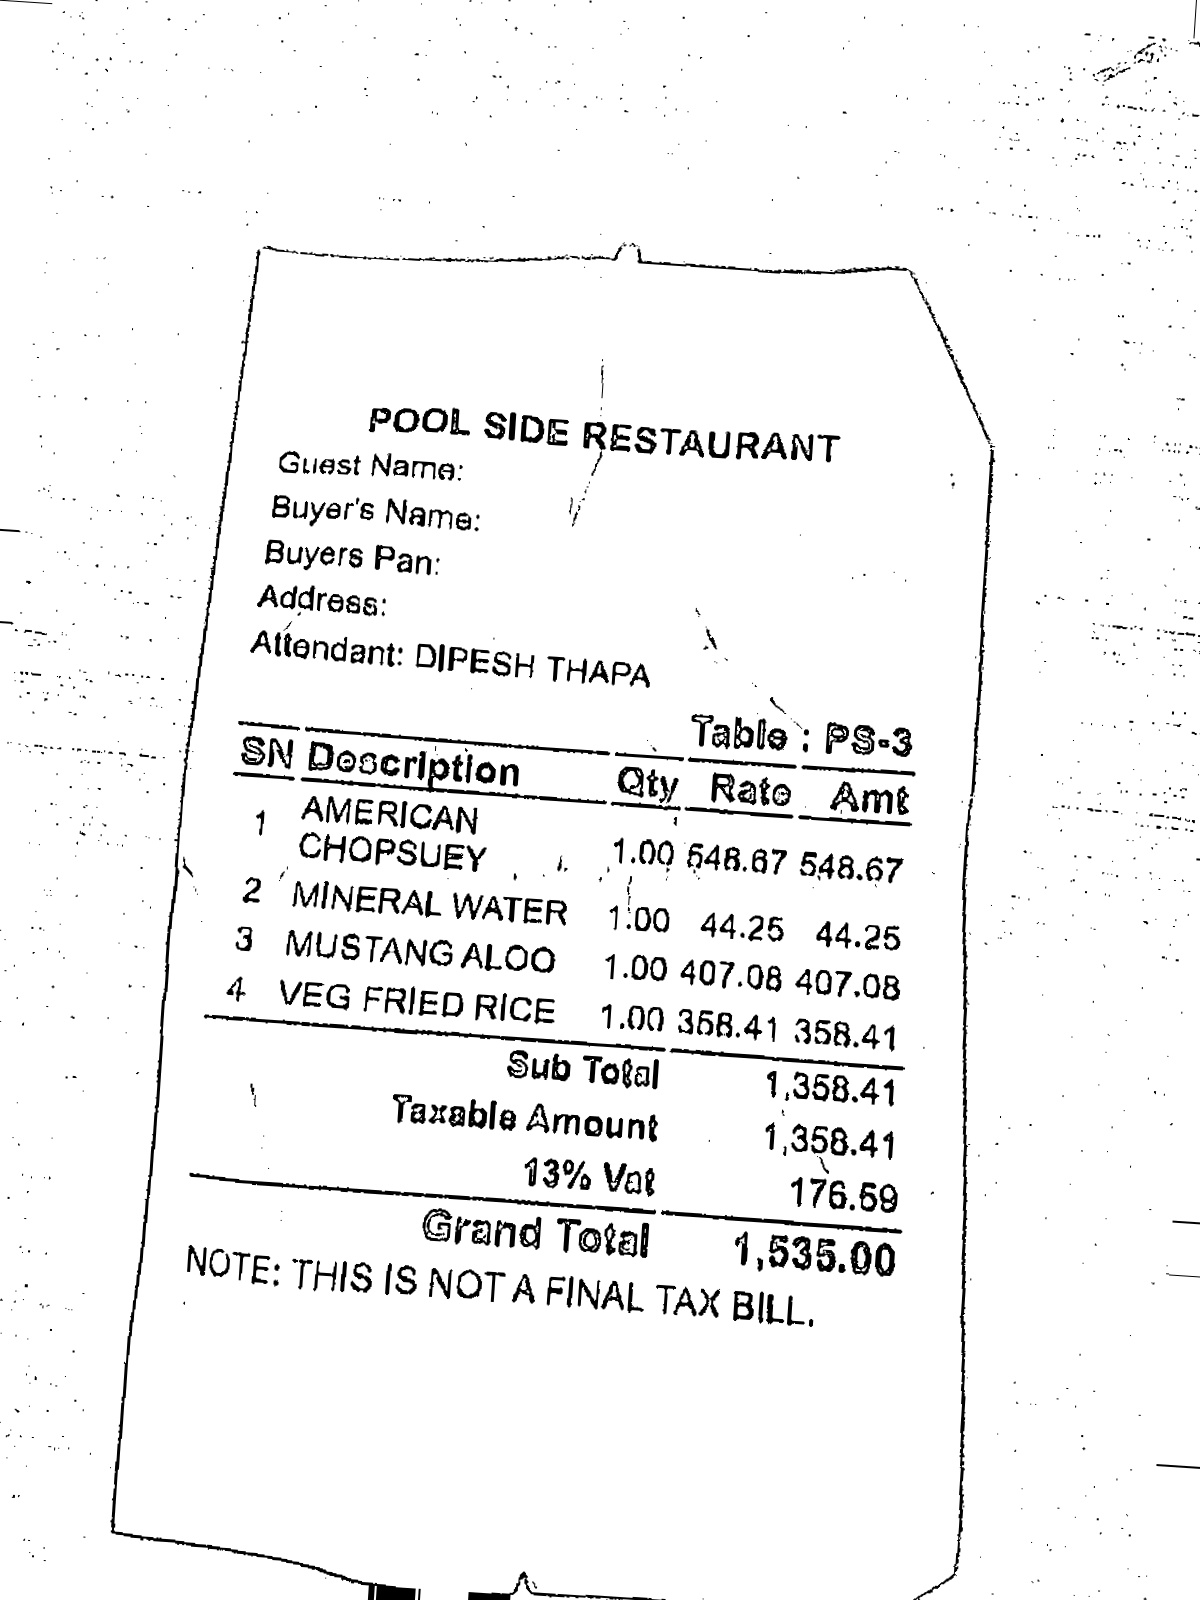 POOL SIDE RESTAURANT
Guest Name:
Buyer's Name:
Buyers Pan:
Address:
Attendant: DIPESH THAPA
Table : PS-3
SN Description Qty Rate Amt
1 AMERICAN CHOPSUEY 1.00 548.67 548.67
2 MINERAL WATER 1.00 44.25 44.25
3 MUSTANG ALOO 1.00 407.08 407.08
4 VEG FRIED RICE 1.00 358.41 358.41
Sub Total 1,358.41
Taxable Amount 1,358.41
13% Vat 176.59
Grand Total 1,535.00
NOTE: THIS IS NOT A FINAL TAX BILL.